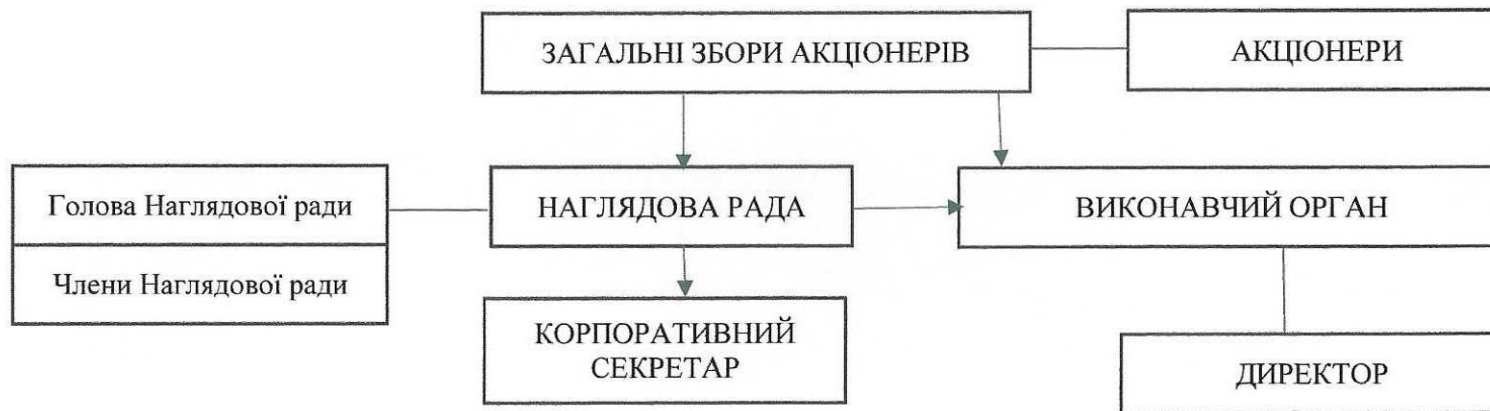 ЗАГАЛЬНІ ЗБОРИ АКЦІОНЕРІВ
АКЦІОНЕРИ
Голова Наглядової ради
Члени Наглядової ради
НАГЛЯДОВА РАДА
ВИКОНАВЧИЙ ОРГАН
КОРПОРАТИВНИЙ
СЕКРЕТАР
ДИРЕКТОР